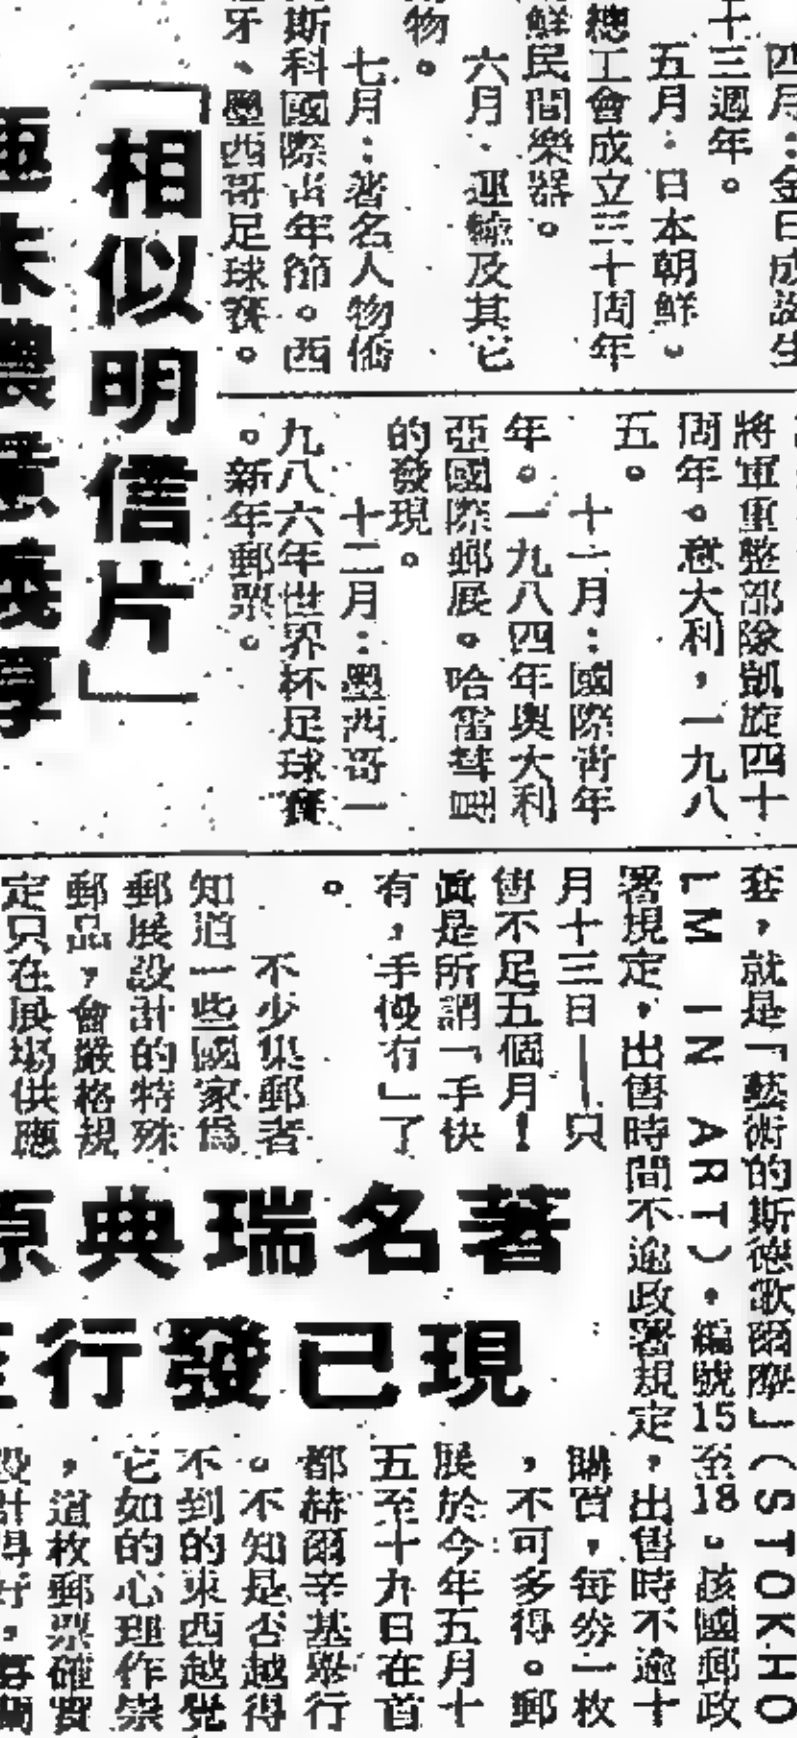 四月：金日成誕生
十三週年。
五月：日本朝鮮。
總工會成立三十周年
鮮民間樂器。
六月：運輸及其它
物。
七月：著名人物僑
斯科國際青年節。西
牙、墨西哥足球賽。
將軍重整部隊凱旋四十
周年。意大利，一九八
五。
十一月：國際青年
年。一九八四年奧大利
亞國際郵展。哈雷彗星
的發現。
十二月：墨西哥一
九八六年世界杯足球賽
。新年郵票。
「相似明信片」
極味濃意義厚
套，就是「藝術的斯德歌爾摩」（STOKHO
LM IN ART）。編號15至18。該國郵政
署規定，出售時間不逾政署規定，出售時不逾十
月十三日—只
售不足五個月！
眞是所謂「手快
有，手慢冇」了
。
不少集郵者
知道一些國家爲
郵展設計的特殊
郵品，會嚴格規
定只在展場供應
著名瑞典原
現已發行至
購買，每券一枚
，不可多得。郵
展於今年五月十
五至十九日在首
都赫爾辛基舉行
。不知是否越得
不到的東西越覺
它如的心理作祟
，這枚郵票確實
設計得好，